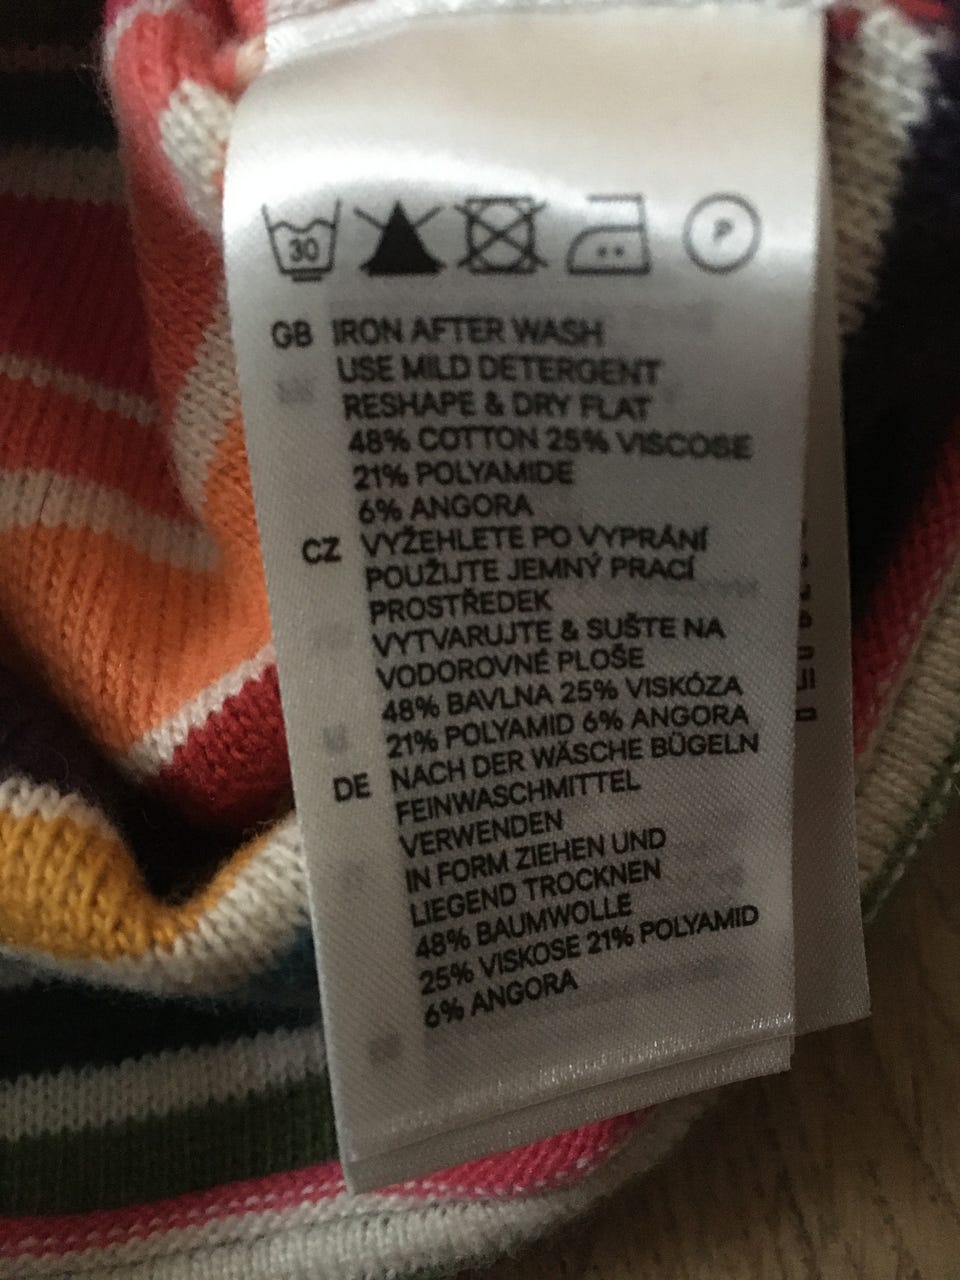 30 P
GB IRON AFTER WASH
USE MILD DETERGENT
RESHAPE & DRY FLAT
48% COTTON 25% VISCOSE
21% POLYAMIDE
6% ANGORA
CZ VYŽEHLETE PO VYPRÁNÍ
POUŽIJTE JEMNÝ PRACÍ
PROSTŘEDEK
VYTVARUJTE & SUŠTE NA
VODOROVNÉ PLOŠE
48% BAVLNA 25% VISKÓZA
21% POLYAMID 6% ANGORA
DE NACH DER WÄSCHE BÜGELN
FEINWASCHMITTEL
VERWENDEN
IN FORM ZIEHEN UND
LIEGEND TROCKNEN
48% BAUMWOLLE
25% VISKOSE 21% POLYAMID
6% ANGORA